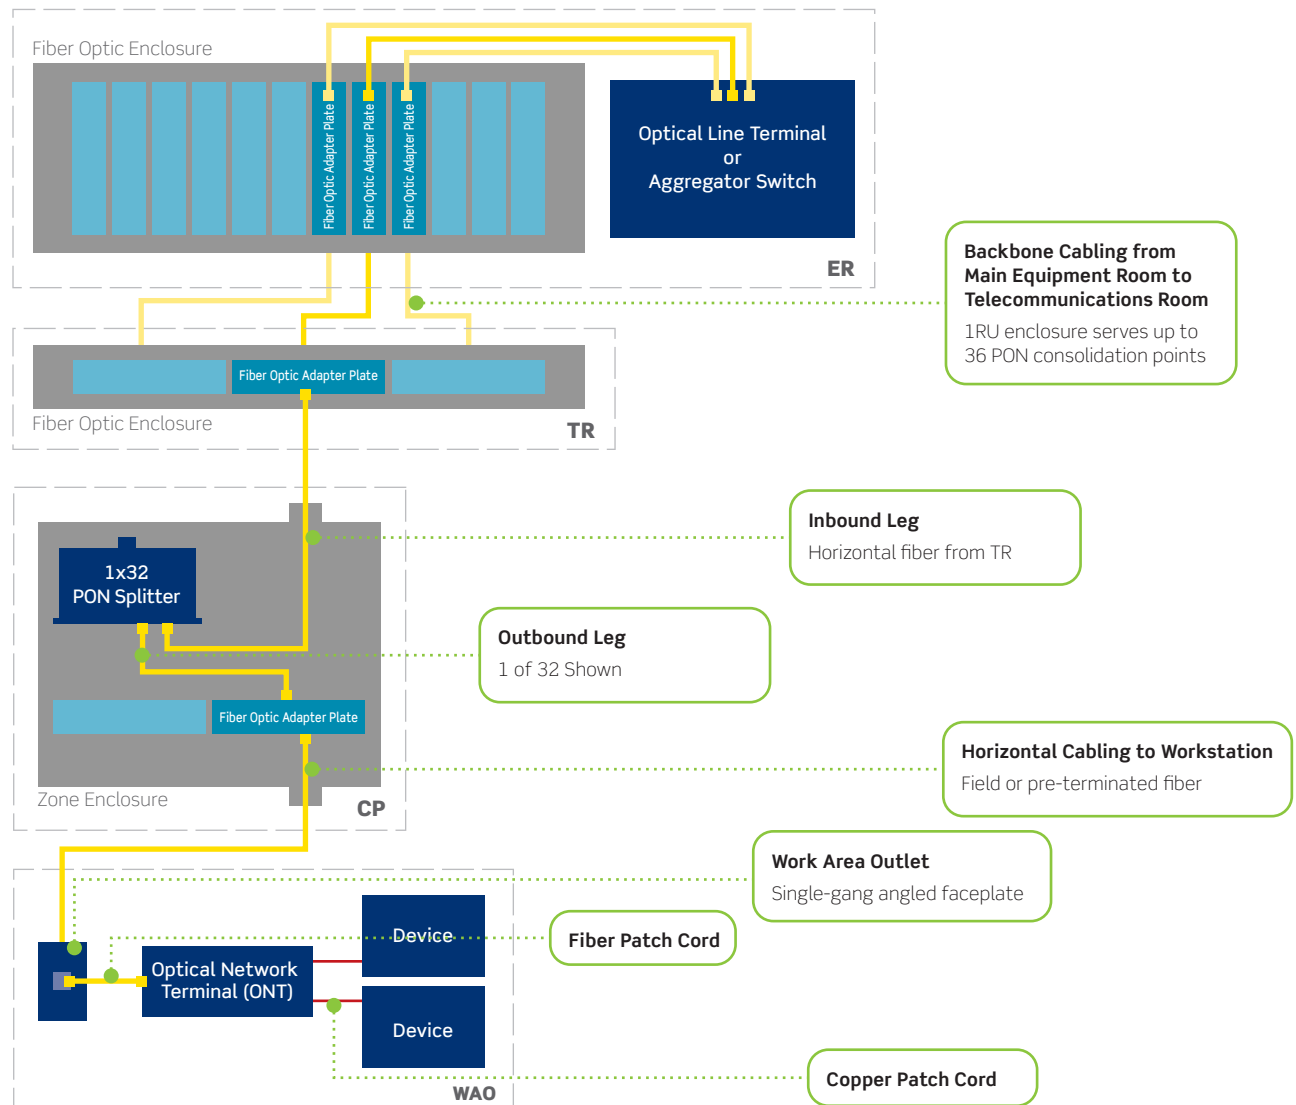 Fiber Optic Enclosure
Fiber Optic Adapter Plate
Fiber Optic Adapter Plate
Fiber Optic Adapter Plate
Optical Line Terminal
or
Aggregator Switch
ER
Backbone Cabling from
Main Equipment Room to
Telecommunications Room
1RU enclosure serves up to
36 PON consolidation points
Fiber Optic Adapter Plate
Fiber Optic Enclosure
TR
Inbound Leg
Horizontal fiber from TR
1x32
PON Splitter
Outbound Leg
1 of 32 Shown
Fiber Optic Adapter Plate
Zone Enclosure
CP
Horizontal Cabling to Workstation
Field or pre-terminated fiber
Work Area Outlet
Single-gang angled faceplate
Device
Fiber Patch Cord
Optical Network
Terminal (ONT)
Device
Copper Patch Cord
WAO